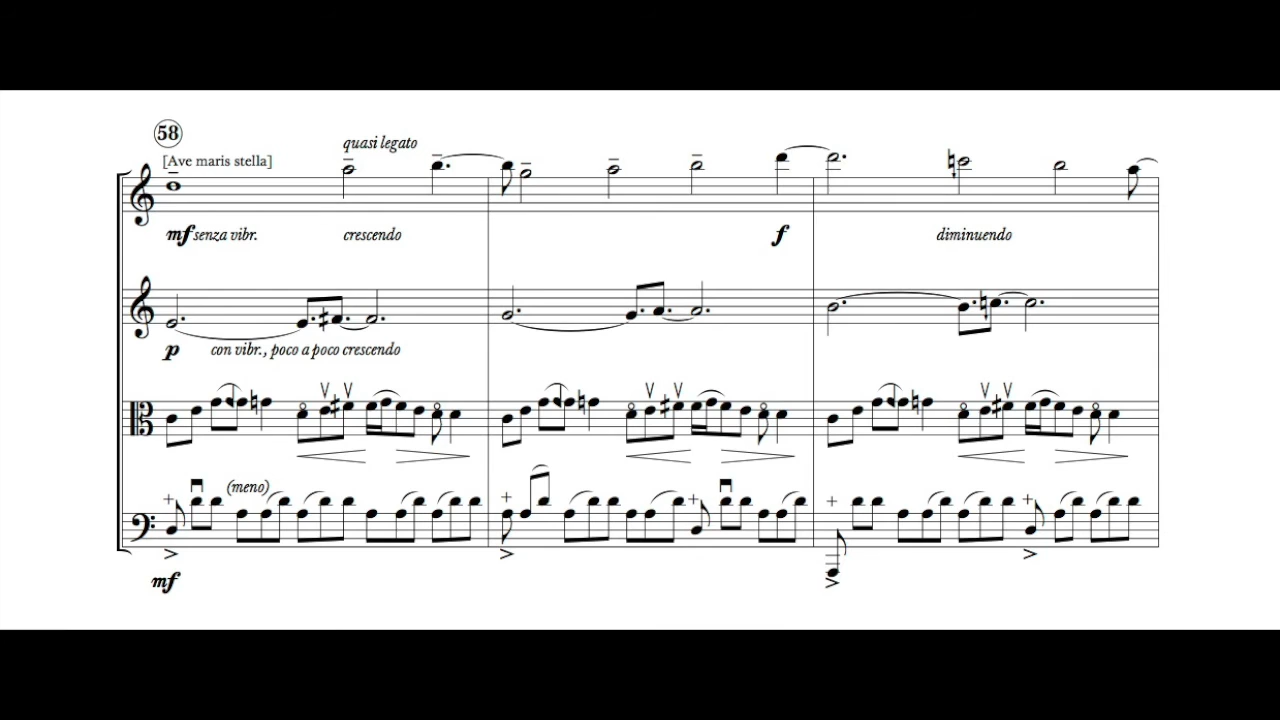 58
[Ave maris stella]
quasi legato
mf senza vibr. crescendo f diminuendo
p con vibr., poco a poco crescendo
(meno)
mf